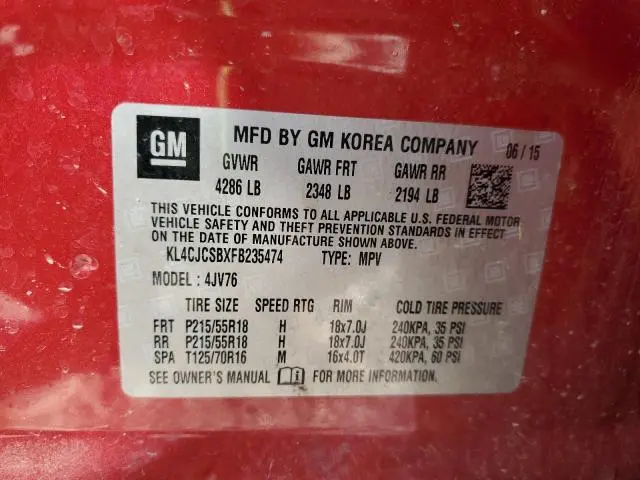 GM MFD BY GM KOREA COMPANY 06/15
GVWR GAWR FRT GAWR RR
4286 LB 2348 LB 2194 LB
THIS VEHICLE CONFORMS TO ALL APPLICABLE U.S. FEDERAL MOTOR
VEHICLE SAFETY AND THEFT PREVENTION STANDARDS IN EFFECT
ON THE DATE OF MANUFACTURE SHOWN ABOVE.
KL4CJCSBXFB235474 TYPE: MPV
MODEL: 4JV76
TIRE SIZE SPEED RTG RIM COLD TIRE PRESSURE
FRT P215/55R18 H 18x7.0J 240KPA, 35 PSI
RR P215/55R18 H 18x7.0J 240KPA, 35 PSI
SPA T125/70R16 M 16x4.0T 420KPA, 60 PSI
SEE OWNER'S MANUAL FOR MORE INFORMATION.